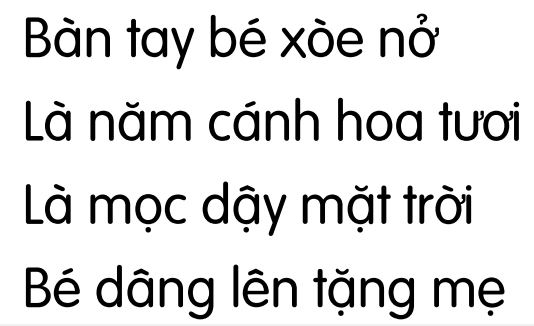 Bàn tay bé xòe nở
Là năm cánh hoa tươi
Là mọc dậy mặt trời
Bé dâng lên tặng mẹ